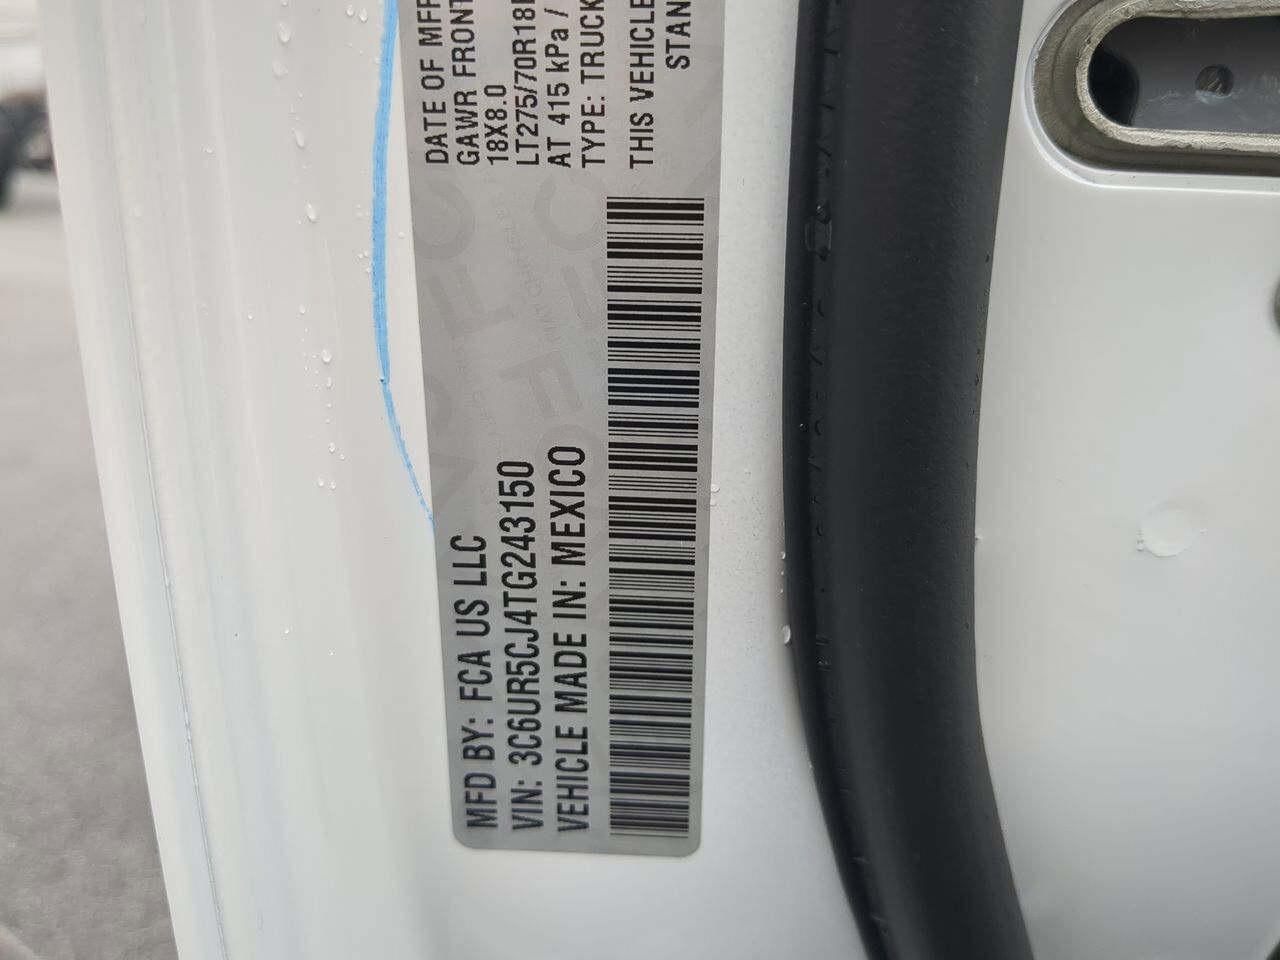 MFD BY: FCA US LLC
VIN: 3C6UR5CJ4TG243150
VEHICLE MADE IN: MEXICO
DATE OF MFR
GAWR FRONT
18X8.0
LT275/70R18
AT 415 kPa /
TYPE: TRUCK
THIS VEHICLE
STAN